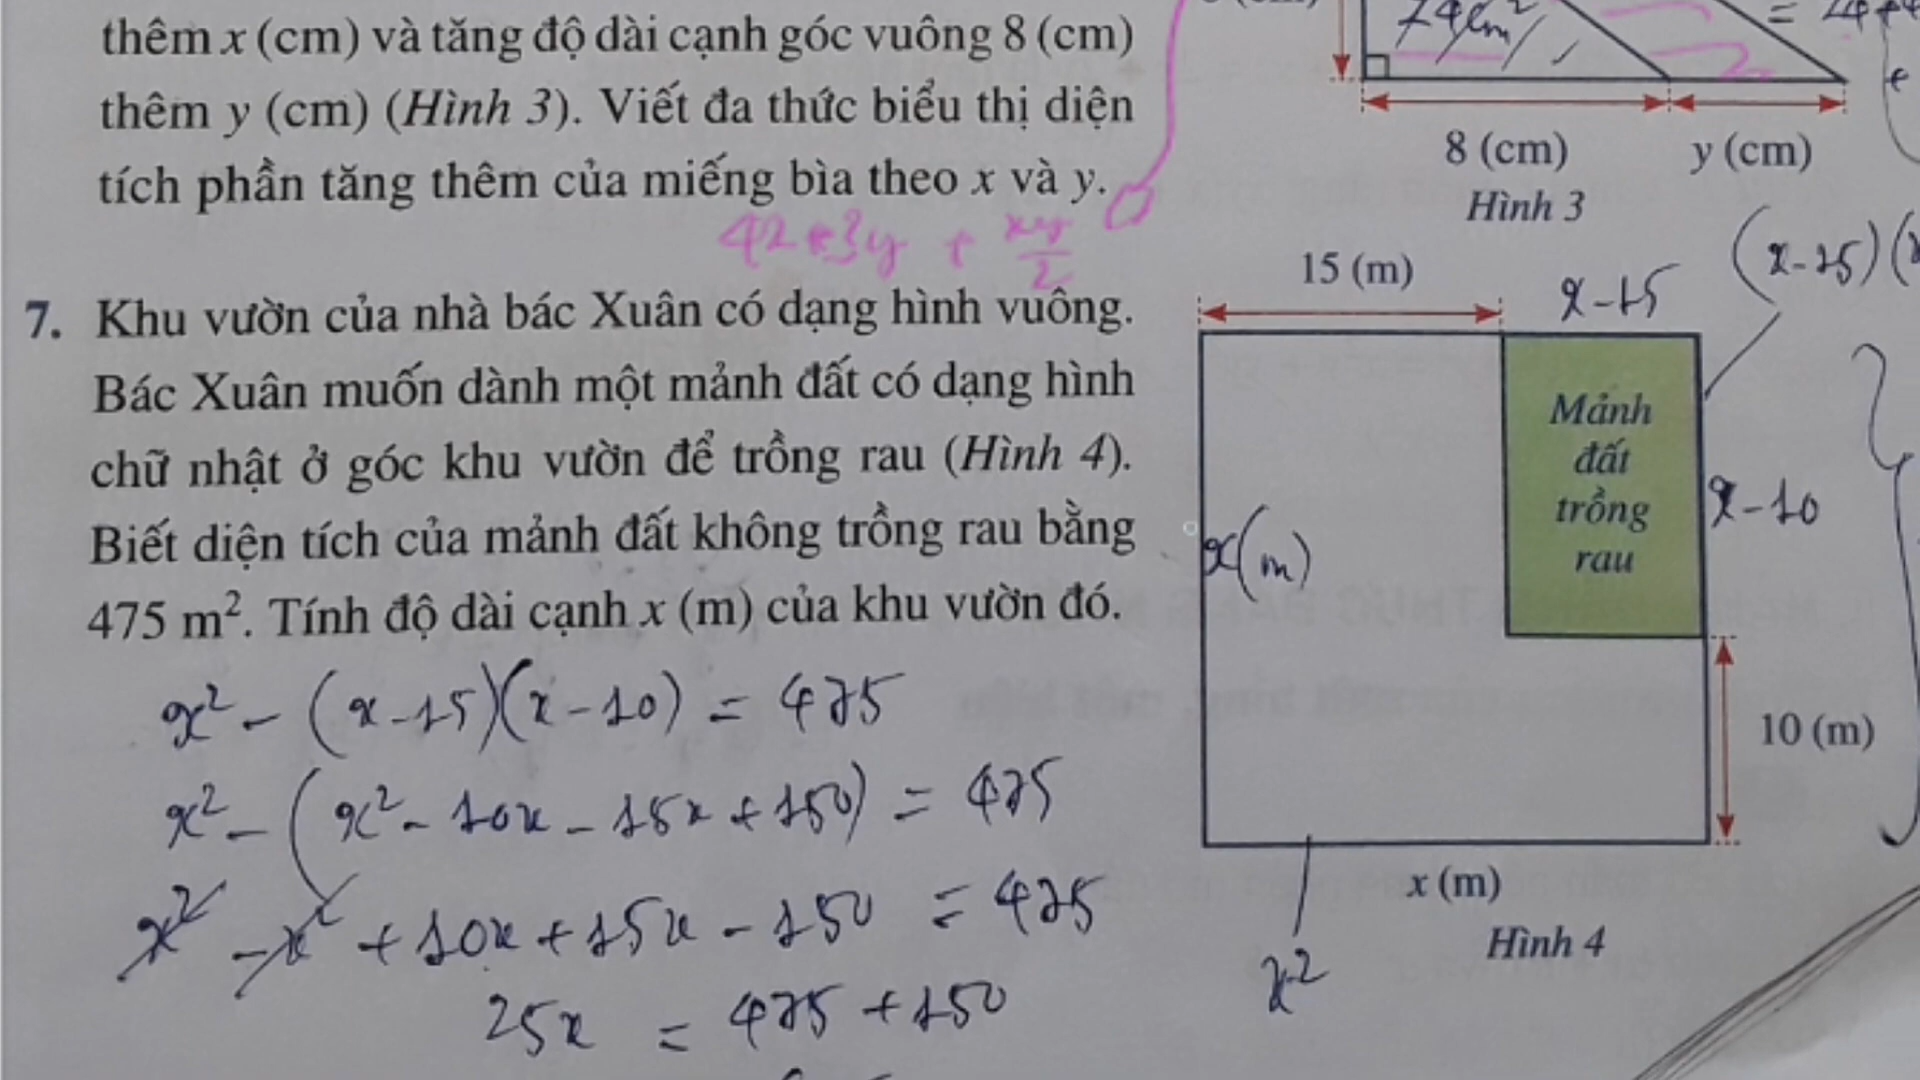 thêm x (cm) và tăng độ dài cạnh góc vuông 8 (cm)
thêm y (cm) (Hình 3). Viết đa thức biểu thị diện
tích phần tăng thêm của miếng bìa theo x và y.
8 (cm)
y (cm)
Hình 3
7. Khu vườn của nhà bác Xuân có dạng hình vuông.
Bác Xuân muốn dành một mảnh đất có dạng hình
chữ nhật ở góc khu vườn để trồng rau (Hình 4).
Biết diện tích của mảnh đất không trồng rau bằng
475 m². Tính độ dài cạnh x (m) của khu vườn đó.
x² - (x-15)(x-10) = 475
x² - (x² - 10x - 15x + 150) = 475
x² - x² + 10x + 15x - 150 = 475
25x = 475 + 150
15 (m)
x-15
(x-15)(x
Mảnh
đất
trồng
rau
x-10
x(m)
10 (m)
x (m)
Hình 4
x²